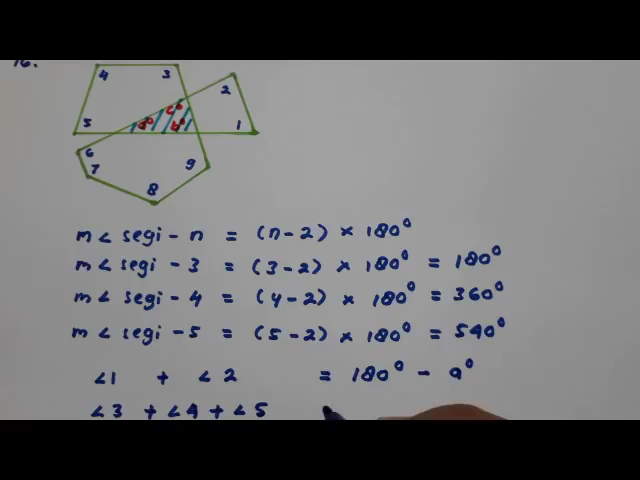 16.
4 3
2
c°
5 a° b° 1
6
7 9
8
m< segi - n = (n-2) × 180°
m< segi - 3 = (3-2) × 180° = 180°
m< segi - 4 = (4-2) × 180° = 360°
m< segi - 5 = (5-2) × 180° = 540°
<1 + <2 = 180° - a°
<3 + <4 + <5